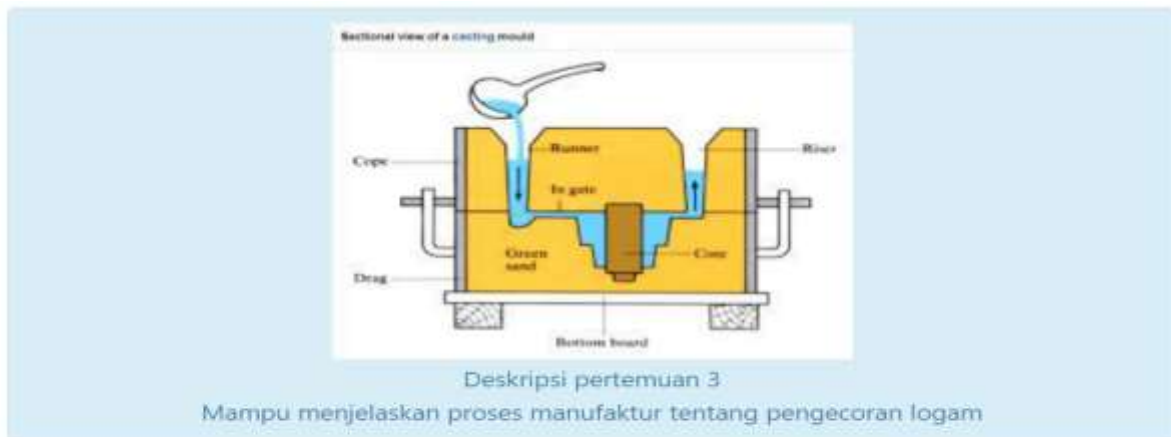 Sectional view of a casting mould
Runner
Riser
Cope
In gate
Green
sand
Core
Drag
Bottom board
Deskripsi pertemuan 3
Mampu menjelaskan proses manufaktur tentang pengecoran logam